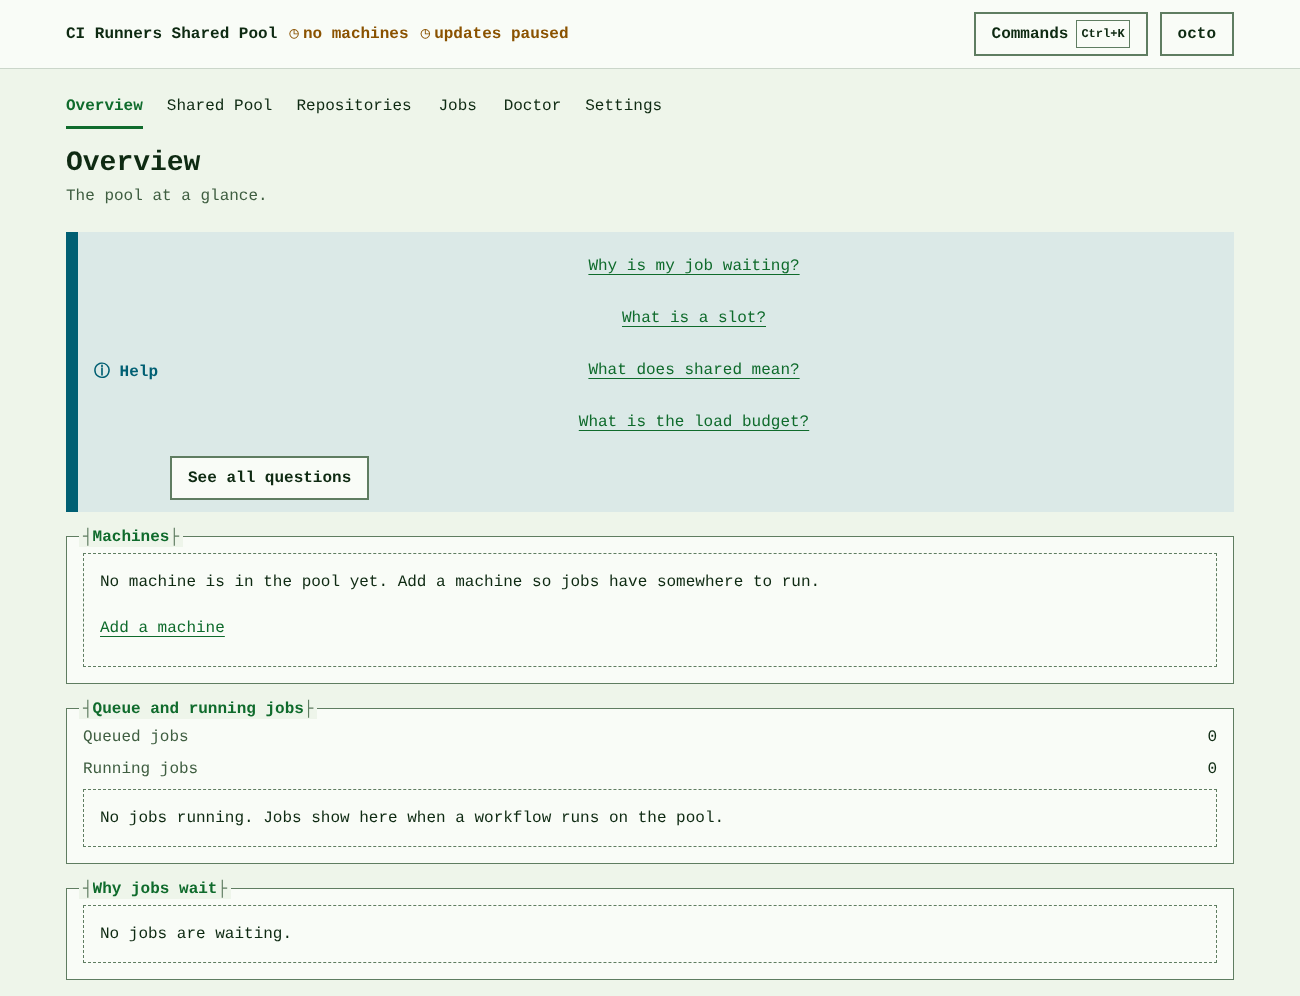 CI Runners Shared Pool ◷ no machines ◷ updates paused Commands Ctrl+K octo
Overview Shared Pool Repositories Jobs Doctor Settings
Overview
The pool at a glance.
Why is my job waiting?
What is a slot?
ⓘ Help What does shared mean?
What is the load budget?
See all questions
┤Machines├
No machine is in the pool yet. Add a machine so jobs have somewhere to run.
Add a machine
┤Queue and running jobs├
Queued jobs 0
Running jobs 0
No jobs running. Jobs show here when a workflow runs on the pool.
┤Why jobs wait├
No jobs are waiting.